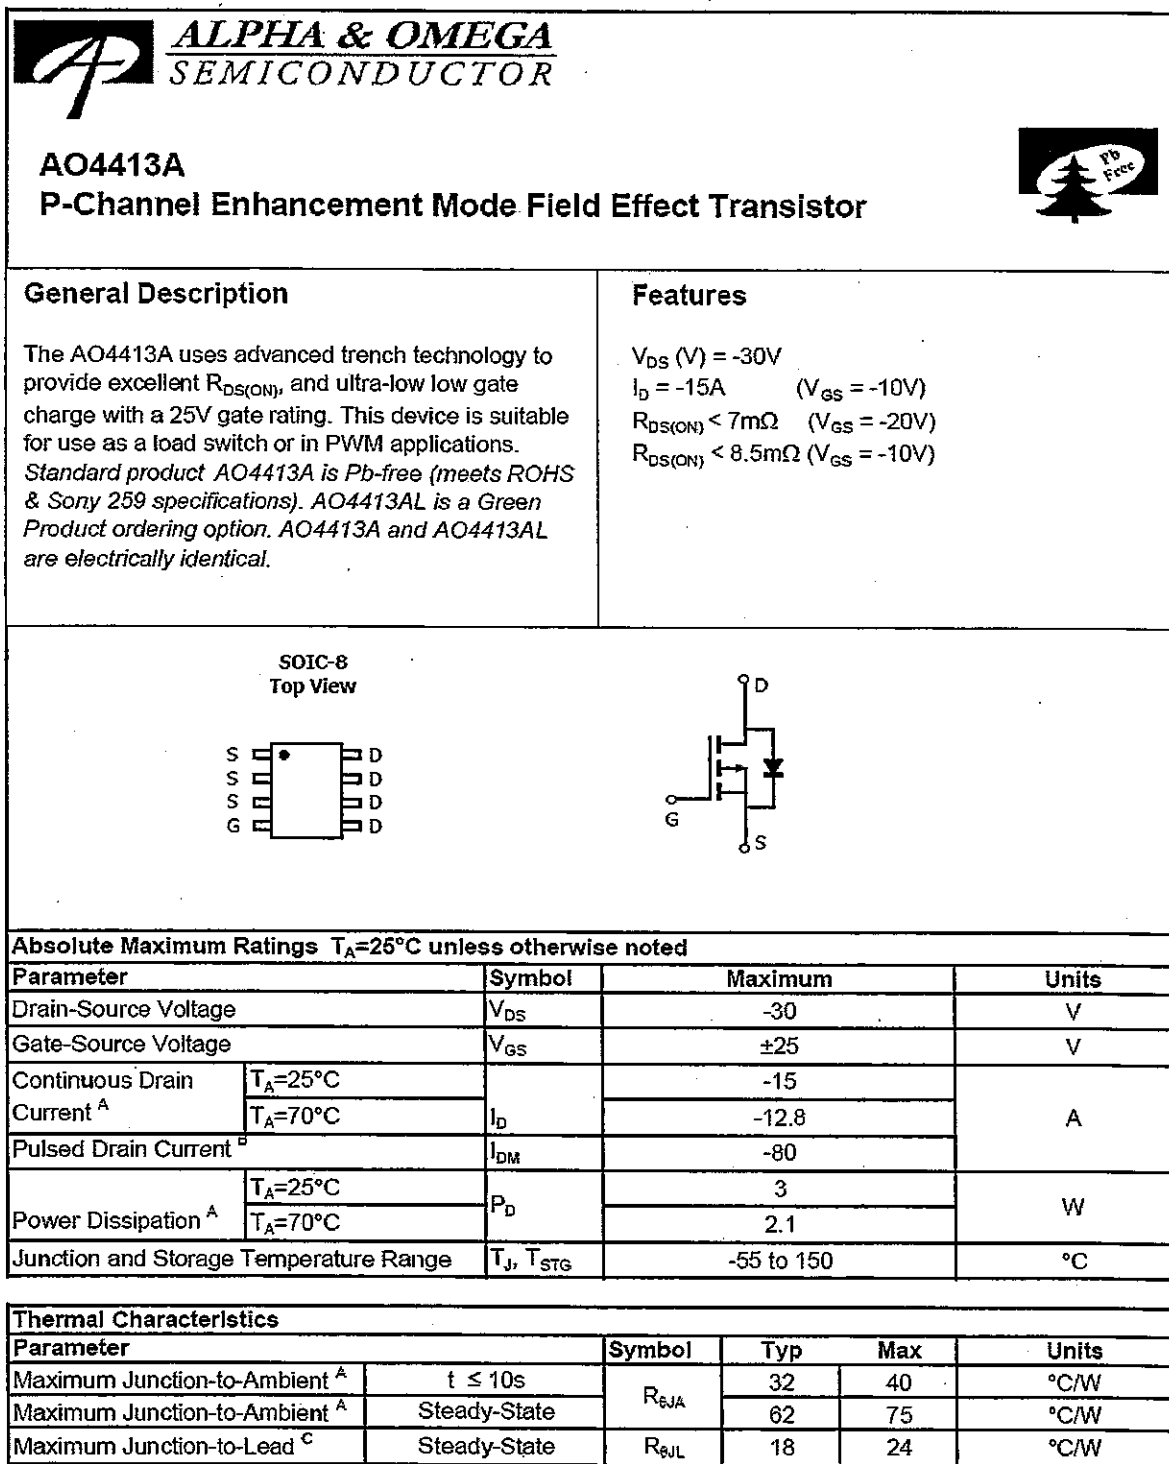 ALPHA & OMEGA
SEMICONDUCTOR
Pb Free
AO4413A
P-Channel Enhancement Mode Field Effect Transistor
General Description
The AO4413A uses advanced trench technology to
provide excellent RDS(ON), and ultra-low low gate
charge with a 25V gate rating. This device is suitable
for use as a load switch or in PWM applications.
Standard product AO4413A is Pb-free (meets ROHS
& Sony 259 specifications). AO4413AL is a Green
Product ordering option. AO4413A and AO4413AL
are electrically identical.
Features
VDS (V) = -30V
ID = -15A (VGS = -10V)
RDS(ON) < 7mΩ (VGS = -20V)
RDS(ON) < 8.5mΩ (VGS = -10V)
SOIC-8
Top View
S D
S D
S D
G D
D
G
S
Absolute Maximum Ratings TA=25°C unless otherwise noted
Parameter Symbol Maximum Units
Drain-Source Voltage VDS -30 V
Gate-Source Voltage VGS ±25 V
Continuous Drain TA=25°C -15
Current A TA=70°C ID -12.8 A
Pulsed Drain Current B IDM -80
TA=25°C PD 3 W
Power Dissipation A TA=70°C 2.1
Junction and Storage Temperature Range TJ, TSTG -55 to 150 °C
Thermal Characteristics
Parameter Symbol Typ Max Units
Maximum Junction-to-Ambient A t ≤ 10s RθJA 32 40 °C/W
Maximum Junction-to-Ambient A Steady-State 62 75 °C/W
Maximum Junction-to-Lead C Steady-State RθJL 18 24 °C/W